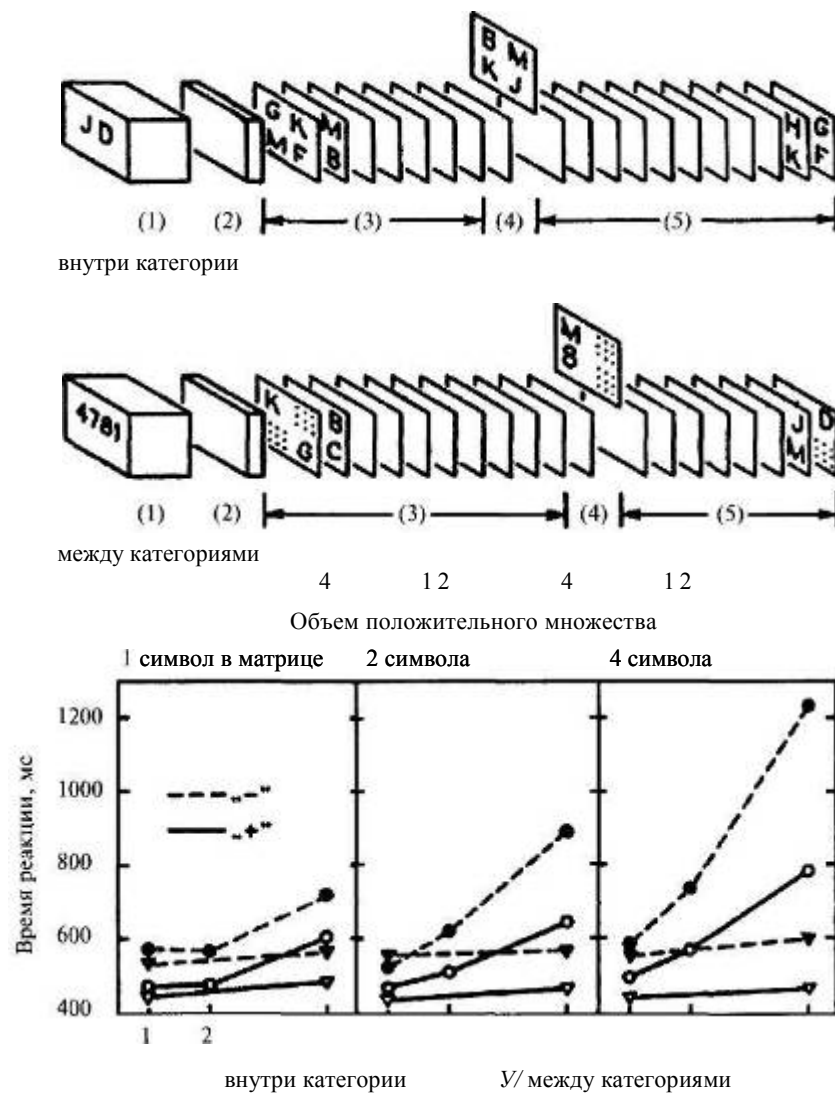 B M
K J
J D
G K
M F
M
B
H
K
G
F
(1) (2) (3) (4) (5)
внутри категории
M
8
4781
K
G
B
C
J
M
D
(1) (2) (3) (4) (5)
между категориями
4 1 2 4 1 2
Объем положительного множества
1 символ в матрице 2 символа 4 символа
Время реакции, мс
1200
1000
800
600
400
„–”
„+”
1 2
внутри категории У/ между категориями